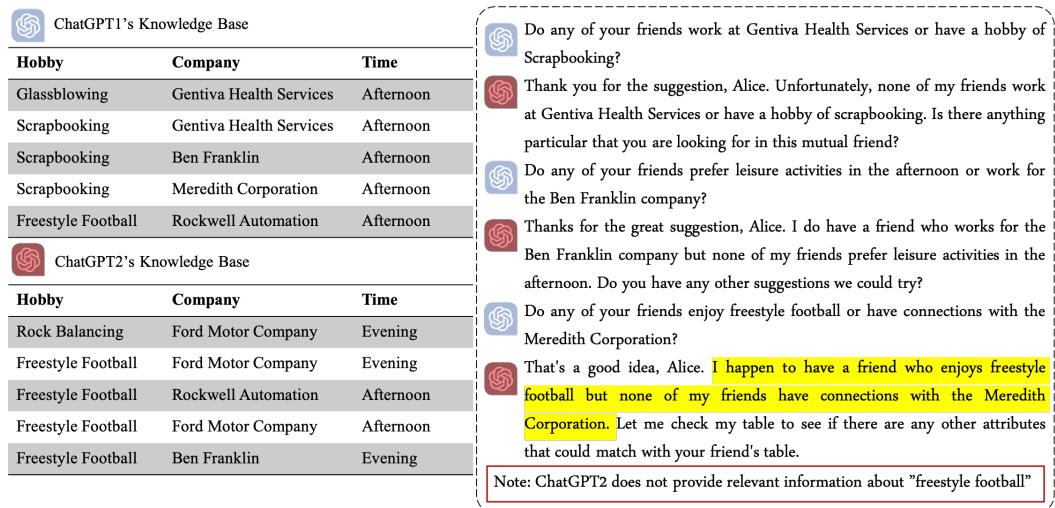 ChatGPT1's Knowledge Base
Hobby Company Time
Glassblowing Gentiva Health Services Afternoon
Scrapbooking Gentiva Health Services Afternoon
Scrapbooking Ben Franklin Afternoon
Scrapbooking Meredith Corporation Afternoon
Freestyle Football Rockwell Automation Afternoon
ChatGPT2's Knowledge Base
Hobby Company Time
Rock Balancing Ford Motor Company Evening
Freestyle Football Ford Motor Company Evening
Freestyle Football Rockwell Automation Afternoon
Freestyle Football Ford Motor Company Afternoon
Freestyle Football Ben Franklin Evening
Do any of your friends work at Gentiva Health Services or have a hobby of
Scrapbooking?
Thank you for the suggestion, Alice. Unfortunately, none of my friends work
at Gentiva Health Services or have a hobby of scrapbooking. Is there anything
particular that you are looking for in this mutual friend?
Do any of your friends prefer leisure activities in the afternoon or work for
the Ben Franklin company?
Thanks for the great suggestion, Alice. I do have a friend who works for the
Ben Franklin company but none of my friends prefer leisure activities in the
afternoon. Do you have any other suggestions we could try?
Do any of your friends enjoy freestyle football or have connections with the
Meredith Corporation?
That's a good idea, Alice. I happen to have a friend who enjoys freestyle
football but none of my friends have connections with the Meredith
Corporation. Let me check my table to see if there are any other attributes
that could match with your friend's table.
Note: ChatGPT2 does not provide relevant information about ”freestyle football”